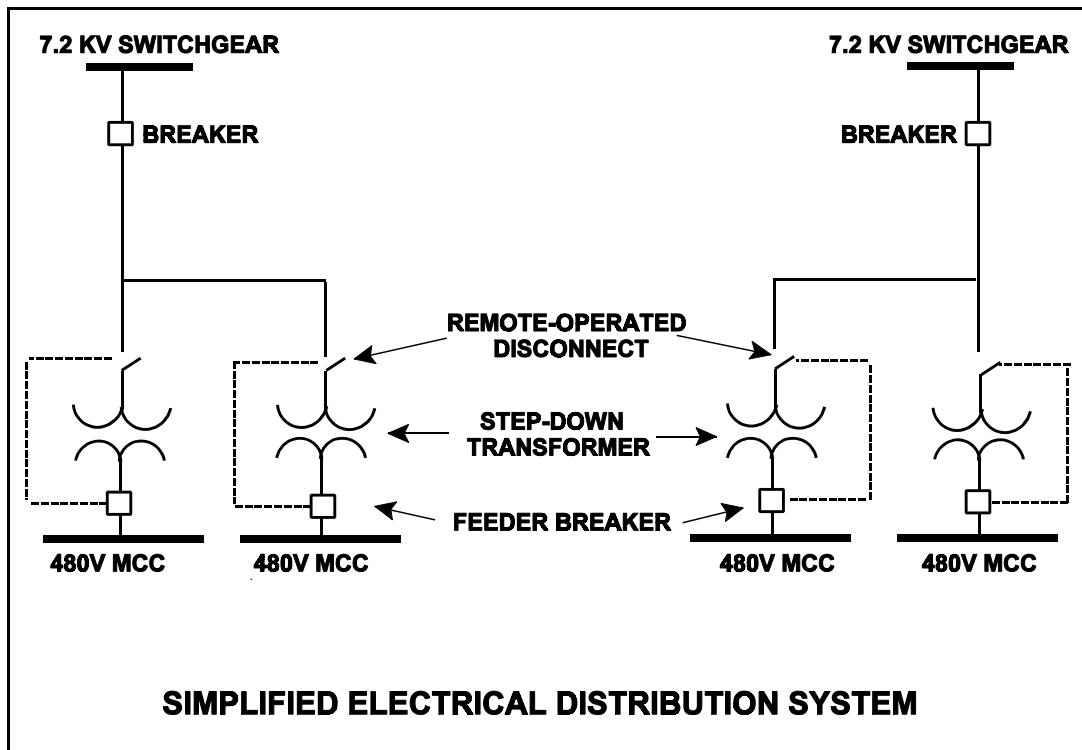 7.2 KV SWITCHGEAR
7.2 KV SWITCHGEAR
BREAKER
BREAKER
REMOTE-OPERATED
DISCONNECT
STEP-DOWN
TRANSFORMER
FEEDER BREAKER
480V MCC
480V MCC
480V MCC
480V MCC
SIMPLIFIED ELECTRICAL DISTRIBUTION SYSTEM